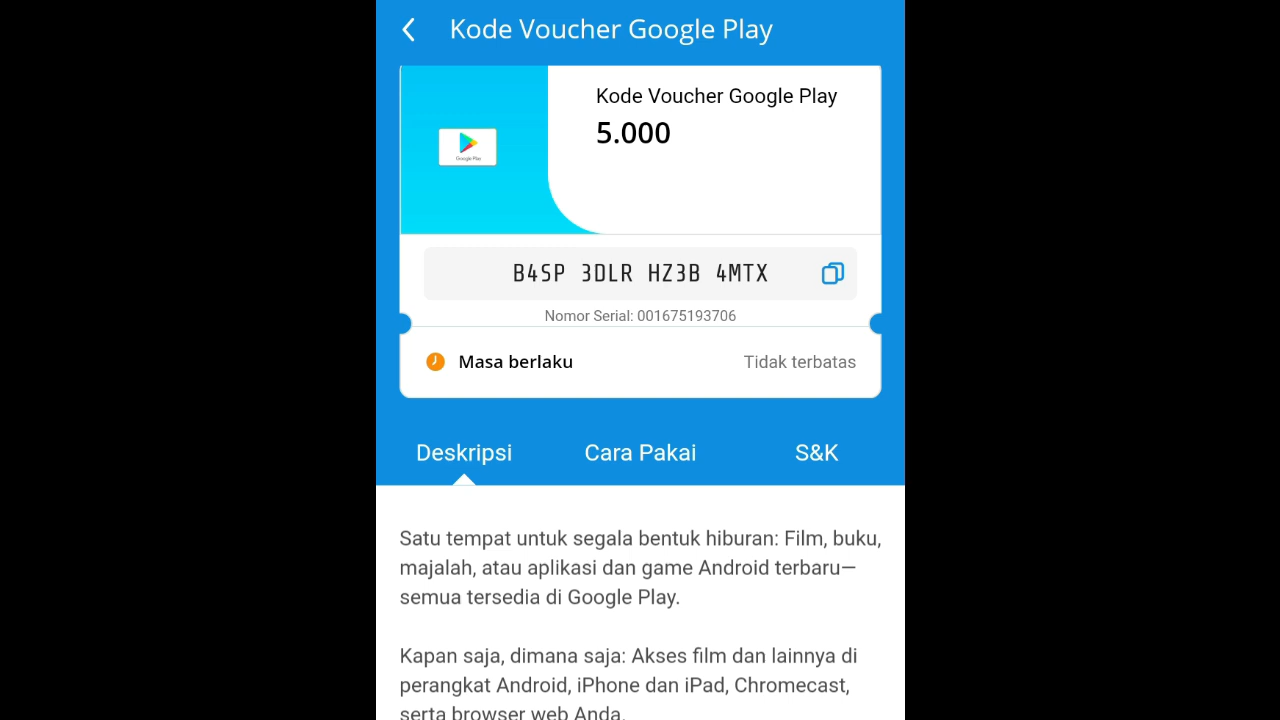 Kode Voucher Google Play
Kode Voucher Google Play
5.000
Google Play
B4SP 3DLR HZ3B 4MTX
Nomor Serial: 001675193706
Masa berlaku Tidak terbatas
Deskripsi Cara Pakai S&K
Satu tempat untuk segala bentuk hiburan: Film, buku,
majalah, atau aplikasi dan game Android terbaru—
semua tersedia di Google Play.
Kapan saja, dimana saja: Akses film dan lainnya di
perangkat Android, iPhone dan iPad, Chromecast,
serta browser web Anda.